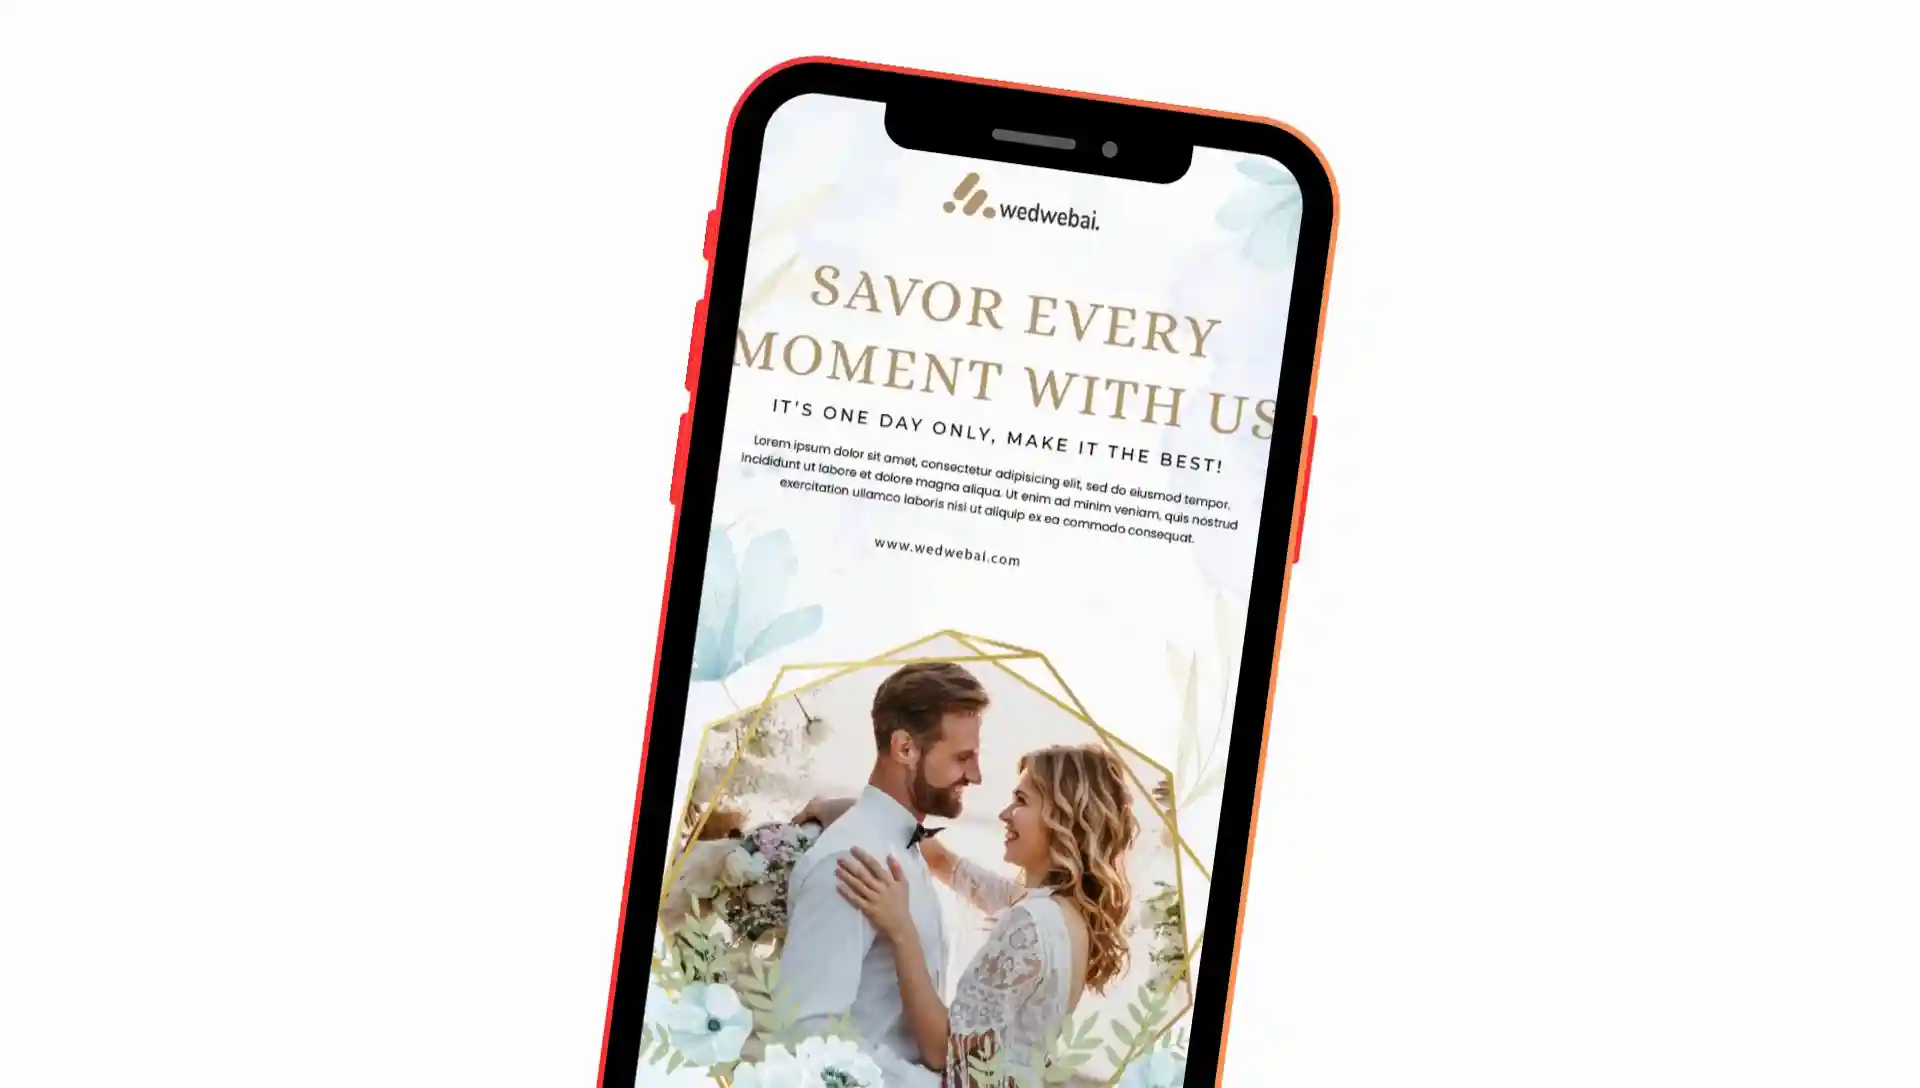 wedwebai.
SAVOR EVERY
MOMENT WITH US
IT'S ONE DAY ONLY, MAKE IT THE BEST!
Lorem ipsum dolor sit amet, consectetur adipisicing elit, sed do eiusmod tempor.
incididunt ut labore et dolore magna aliqua. Ut enim ad minim veniam, quis nostrud
exercitation ullamco laboris nisi ut aliquip ex ea commodo consequat.
www.wedwebai.com